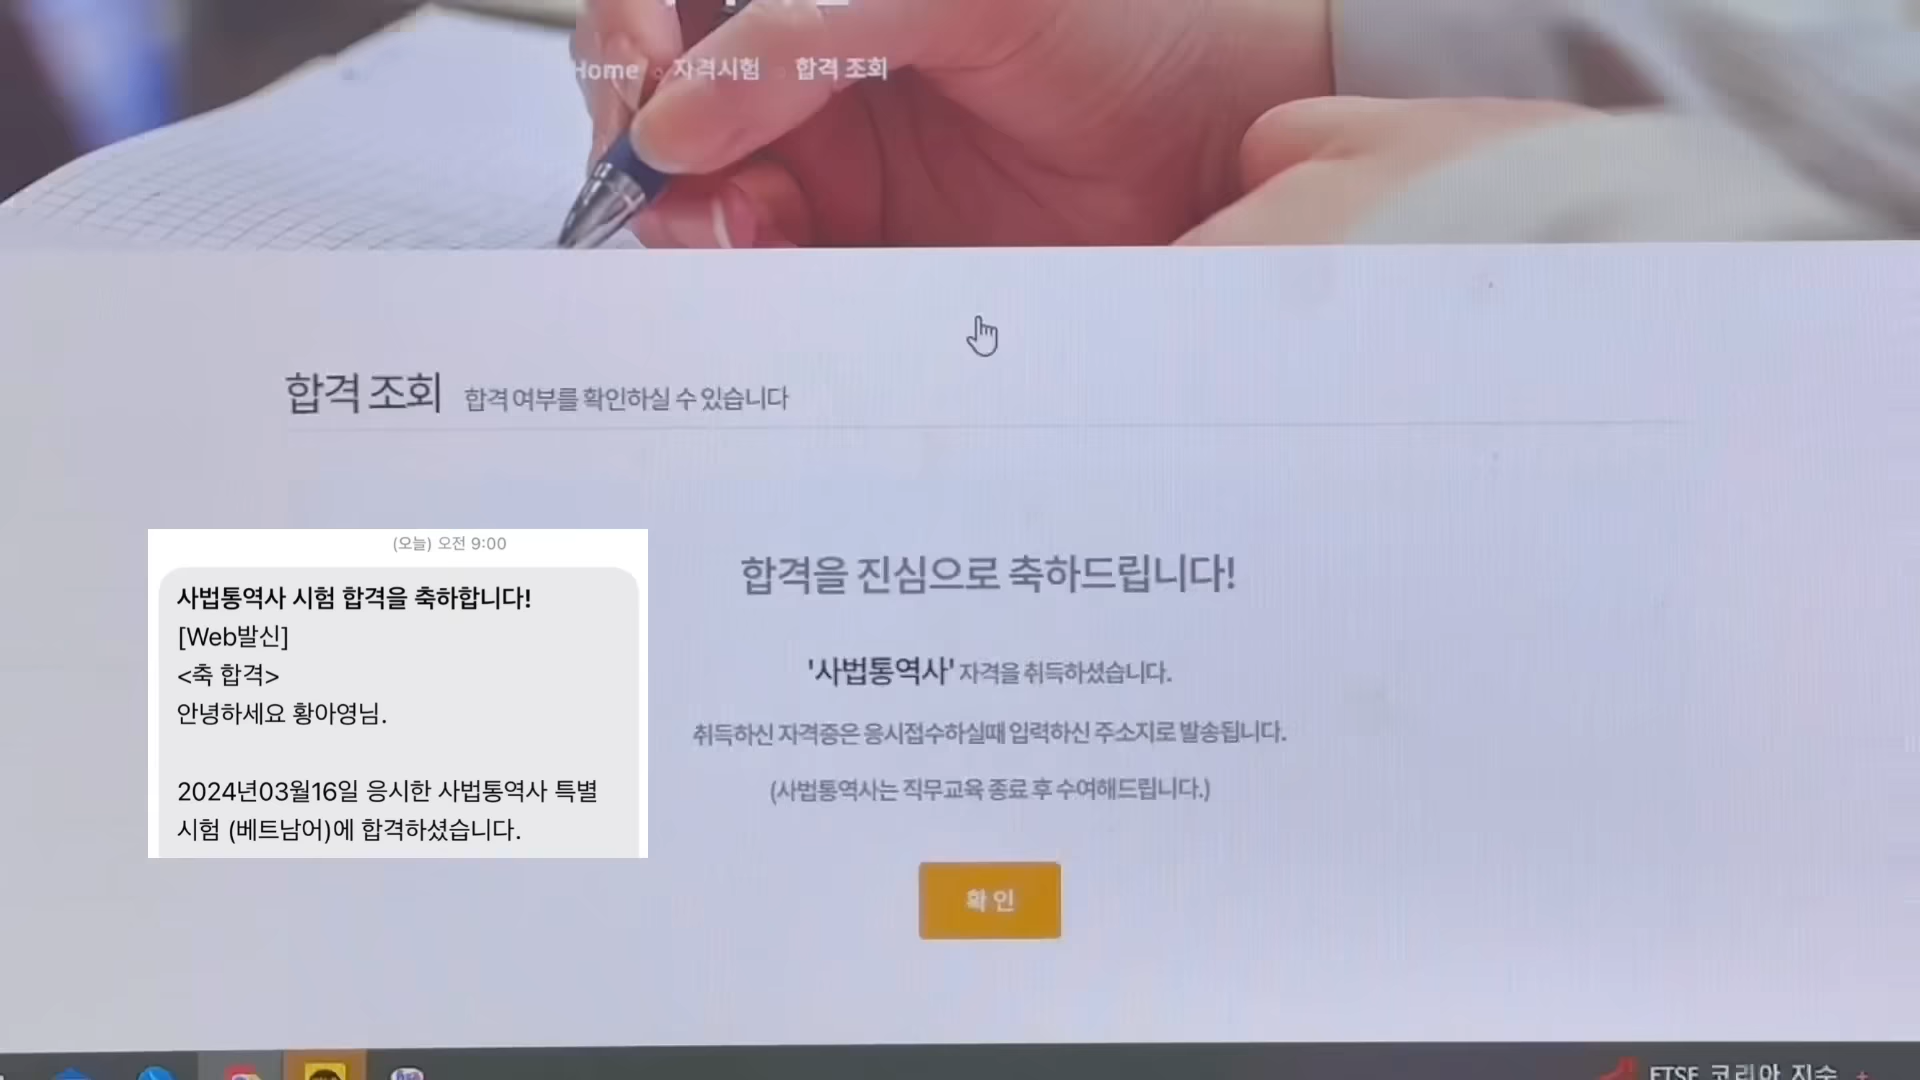 Home 자격시험 합격 조회
합격 조회 합격 여부를 확인하실 수 있습니다
(오늘) 오전 9:00
사법통역사 시험 합격을 축하합니다!
[Web발신]
<축 합격>
안녕하세요 황아영님.
2024년03월16일 응시한 사법통역사 특별
시험 (베트남어)에 합격하셨습니다.
합격을 진심으로 축하드립니다!
'사법통역사' 자격을 취득하셨습니다.
취득하신 자격증은 응시접수하실때 입력하신 주소지로 발송됩니다.
(사법통역사는 직무교육 종료 후 수여해드립니다.)
확인
FTSE 코리아 지수